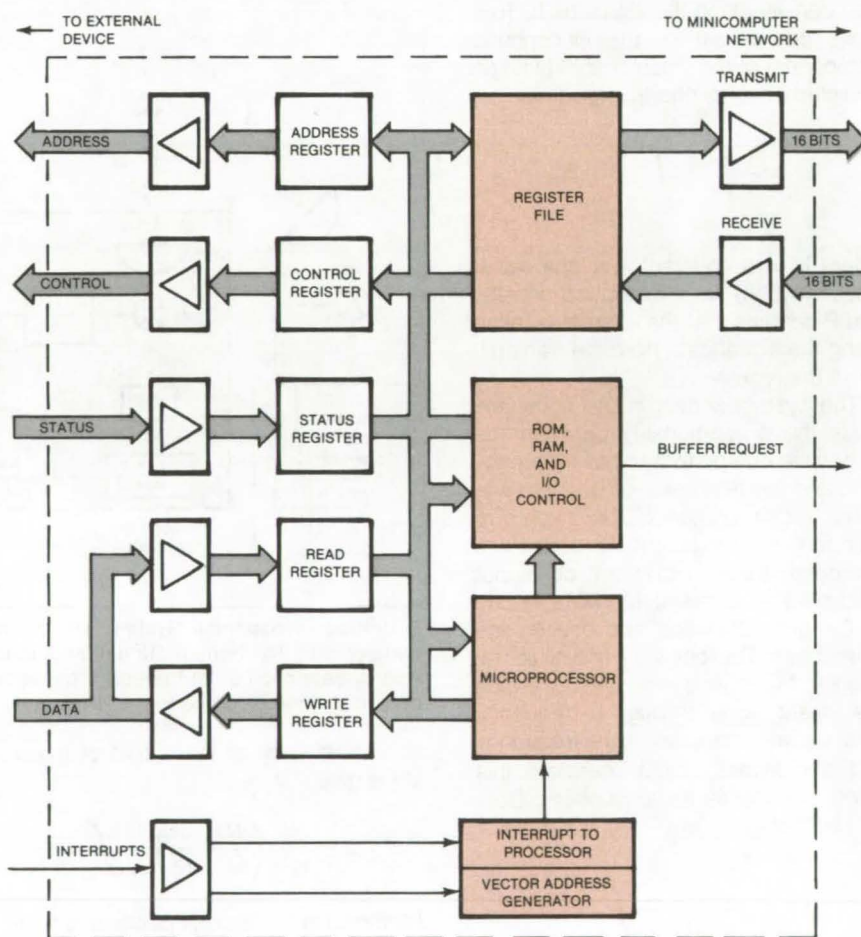 TO EXTERNAL
DEVICE
TO MINICOMPUTER
NETWORK
TRANSMIT
ADDRESS
ADDRESS
REGISTER
REGISTER
FILE
16 BITS
RECEIVE
CONTROL
CONTROL
REGISTER
16 BITS
STATUS
STATUS
REGISTER
ROM,
RAM,
AND
I/O
CONTROL
BUFFER REQUEST
READ
REGISTER
MICROPROCESSOR
DATA
WRITE
REGISTER
INTERRUPTS
INTERRUPT TO
PROCESSOR
VECTOR ADDRESS
GENERATOR